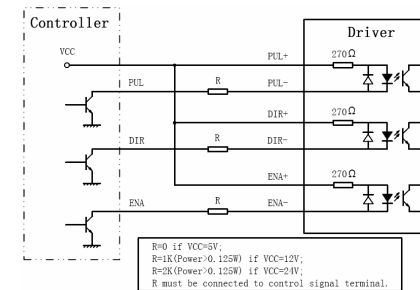 Controller
Driver
VCC
PUL+
270Ω
PUL
R
PUL-
DIR+
270Ω
DIR
R
DIR-
ENA+
270Ω
ENA
R
ENA-
R=0 if VCC=5V;
R=1K(Power>0.125W) if VCC=12V;
R=2K(Power>0.125W) if VCC=24V;
R must be connected to control signal terminal.